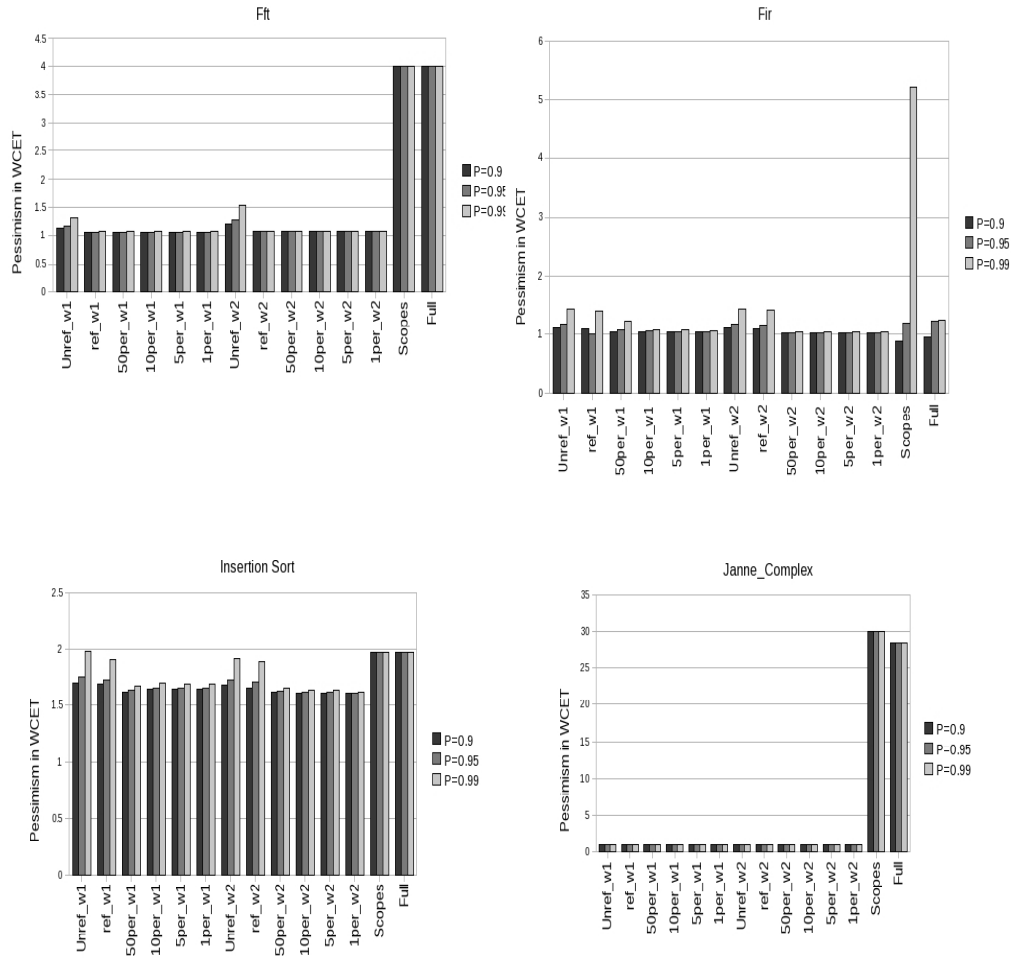 Fft
4.5
4
3.5
3
2.5
2
1.5
1
0.5
0
Pessimism in WCET
Unref_w1
ref_w1
50per_w1
10per_w1
5per_w1
1per_w1
Unref_w2
ref_w2
50per_w2
10per_w2
5per_w2
1per_w2
Scopes
Full
P=0.9
P=0.95
P=0.99
Fir
6
5
4
3
2
1
0
Pessimism in WCET
Unref_w1
ref_w1
50per_w1
10per_w1
5per_w1
1per_w1
Unref_w2
ref_w2
50per_w2
10per_w2
5per_w2
1per_w2
Scopes
Full
P=0.9
P=0.95
P=0.99
Insertion Sort
2.5
2
1.5
1
0.5
0
Pessimism in WCET
Unref_w1
ref_w1
50per_w1
10per_w1
5per_w1
1per_w1
Unref_w2
ref_w2
50per_w2
10per_w2
5per_w2
1per_w2
Scopes
Full
P=0.9
P=0.95
P=0.99
Janne_Complex
35
30
25
20
15
10
5
0
Pessimism in WCET
Unref_w1
ref_w1
50per_w1
10per_w1
5per_w1
1per_w1
Unref_w2
ref_w2
50per_w2
10per_w2
5per_w2
1per_w2
Scopes
Full
P=0.9
P=0.95
P=0.99